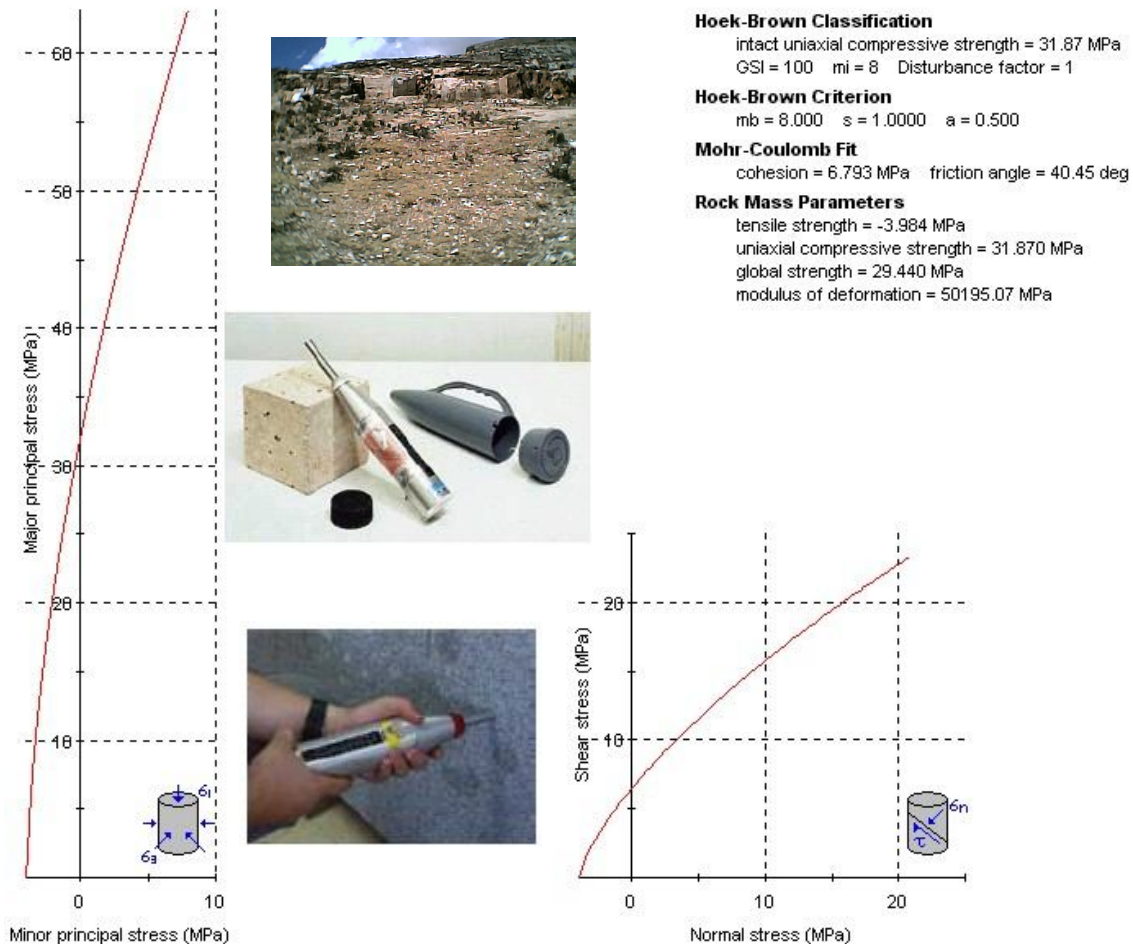 Hoek-Brown Classification
intact uniaxial compressive strength = 31.87 MPa
GSI = 100 mi = 8 Disturbance factor = 1
Hoek-Brown Criterion
mb = 8.000 s = 1.0000 a = 0.500
Mohr-Coulomb Fit
cohesion = 6.793 MPa friction angle = 40.45 deg
Rock Mass Parameters
tensile strength = -3.984 MPa
uniaxial compressive strength = 31.870 MPa
global strength = 29.440 MPa
modulus of deformation = 50195.07 MPa
Major principal stress (MPa)
60
50
40
30
20
10
σ1
σ3
0 10
Minor principal stress (MPa)
Shear stress (MPa)
20
10
σn
τ
0 10 20
Normal stress (MPa)